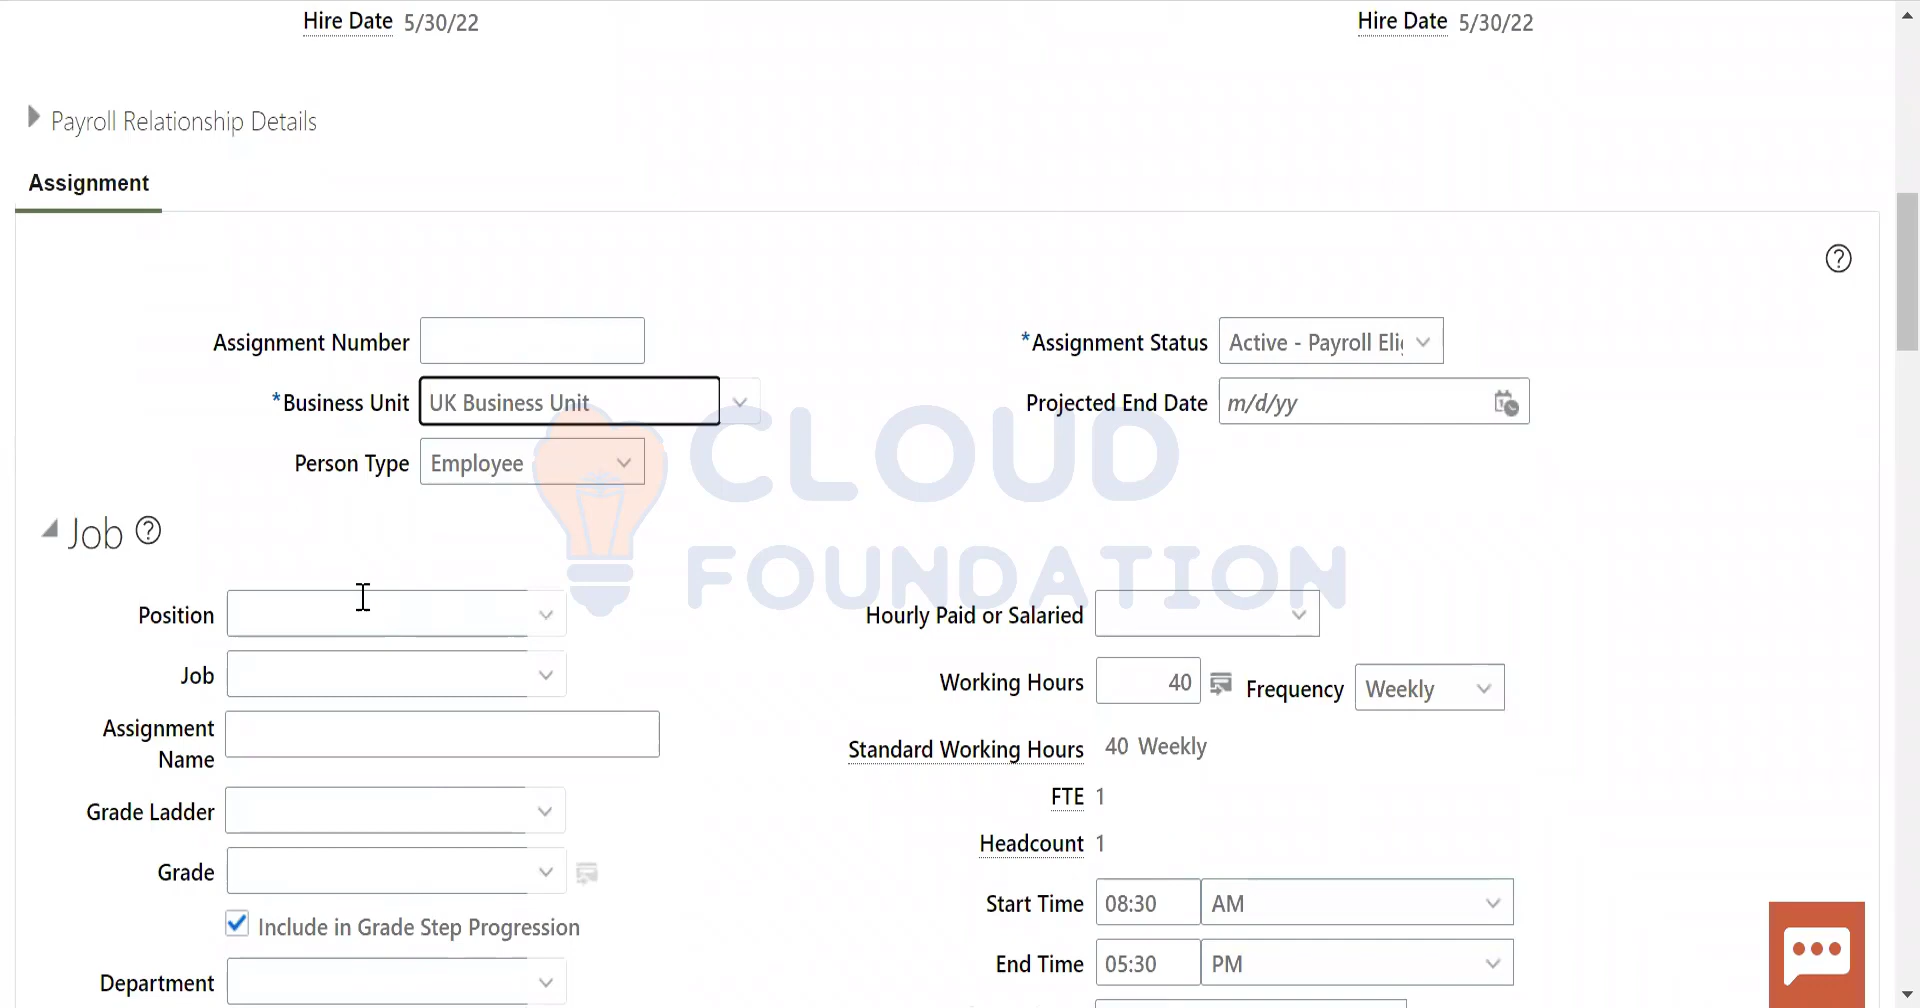 Hire Date 5/30/22
Hire Date 5/30/22
Payroll Relationship Details
Assignment
Assignment Number
*Assignment Status Active - Payroll Eli
*Business Unit UK Business Unit
Projected End Date m/d/yy
Person Type Employee
CLOUD
FOUNDATION
Job
Position
Hourly Paid or Salaried
Job
Working Hours 40 Frequency Weekly
Assignment
Name
Standard Working Hours 40 Weekly
Grade Ladder
FTE 1
Headcount 1
Grade
Start Time 08:30 AM
Include in Grade Step Progression
End Time 05:30 PM
Department